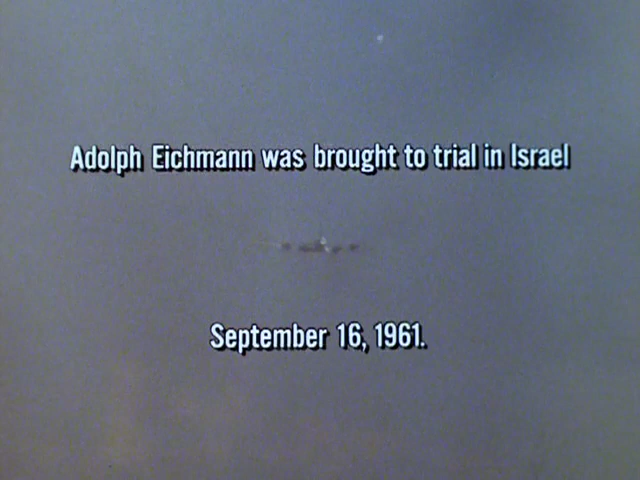 Adolph Eichmann was brought to trial in Israel
September 16, 1961.